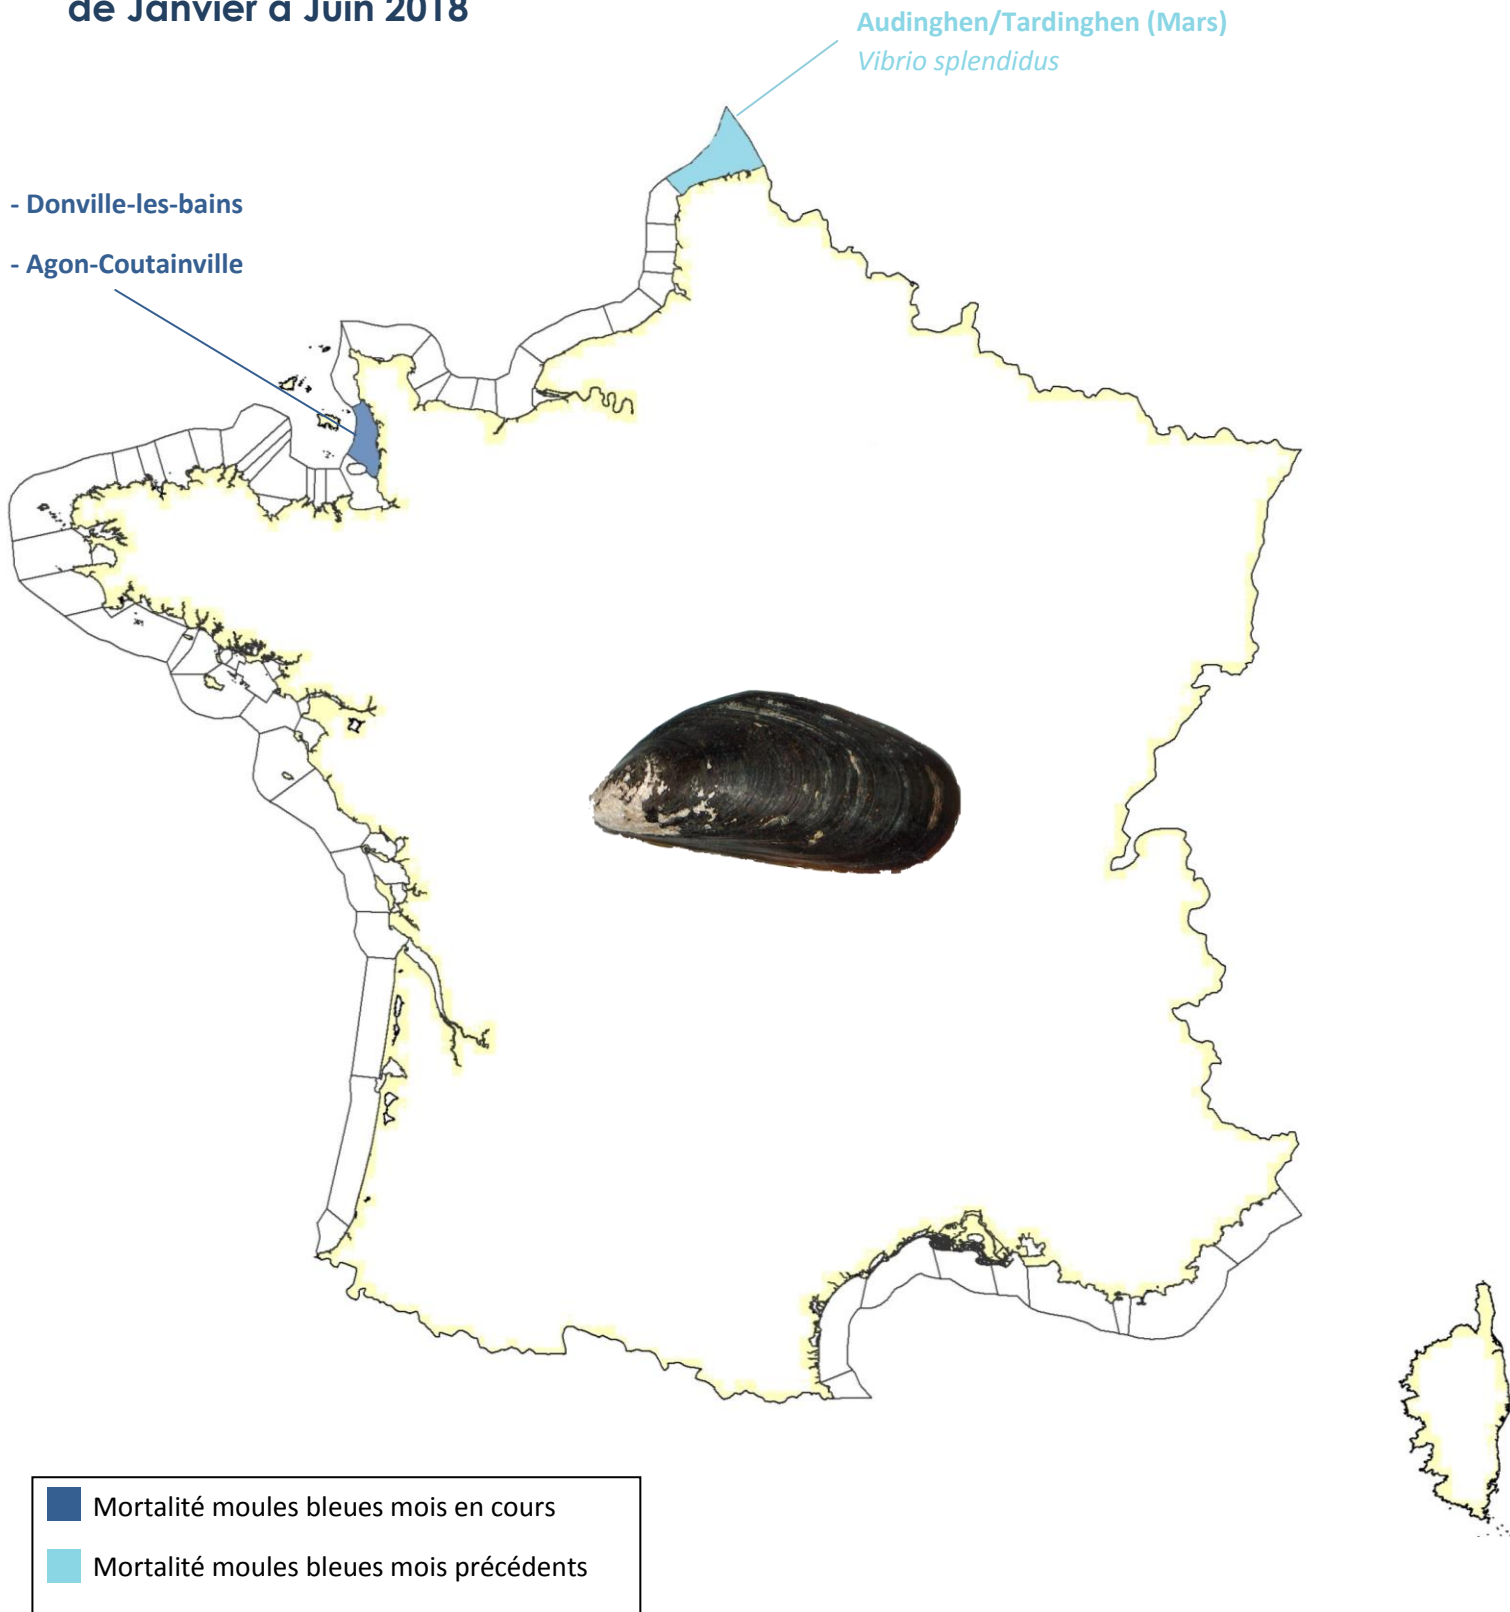 de Janvier à Juin 2018
Audinghen/Tardinghen (Mars)
Vibrio splendidus
- Donville-les-bains
- Agon-Coutainville
Mortalité moules bleues mois en cours
Mortalité moules bleues mois précédents